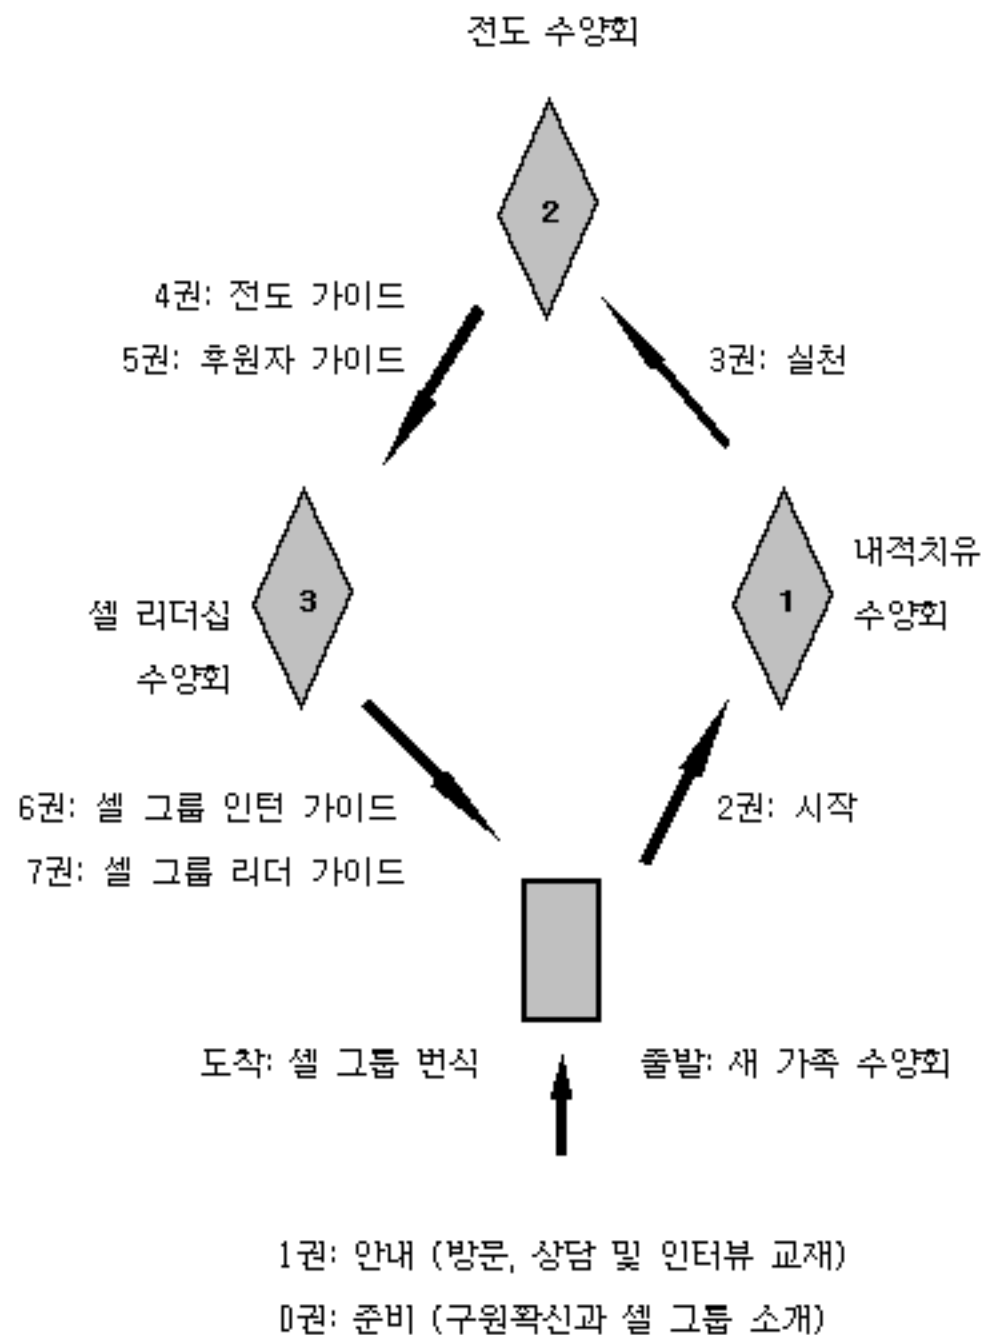 전도 수양회
2
4권: 전도 가이드
5권: 후원자 가이드
3권: 실천
내적치유
수양회
1
3
셀 리더십
수양회
6권: 셀 그룹 인턴 가이드
7권: 셀 그룹 리더 가이드
2권: 시작
도착: 셀 그룹 번식
출발: 새 가족 수양회
1권: 안내 (방문, 상담 및 인터뷰 교재)
0권: 준비 (구원확신과 셀 그룹 소개)